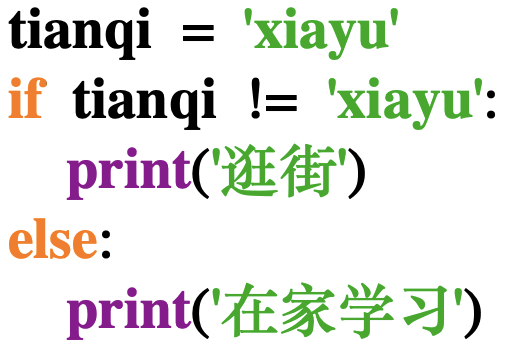 tianqi = 'xiayu'
if tianqi != 'xiayu':
    print('逛街')
else:
    print('在家学习')